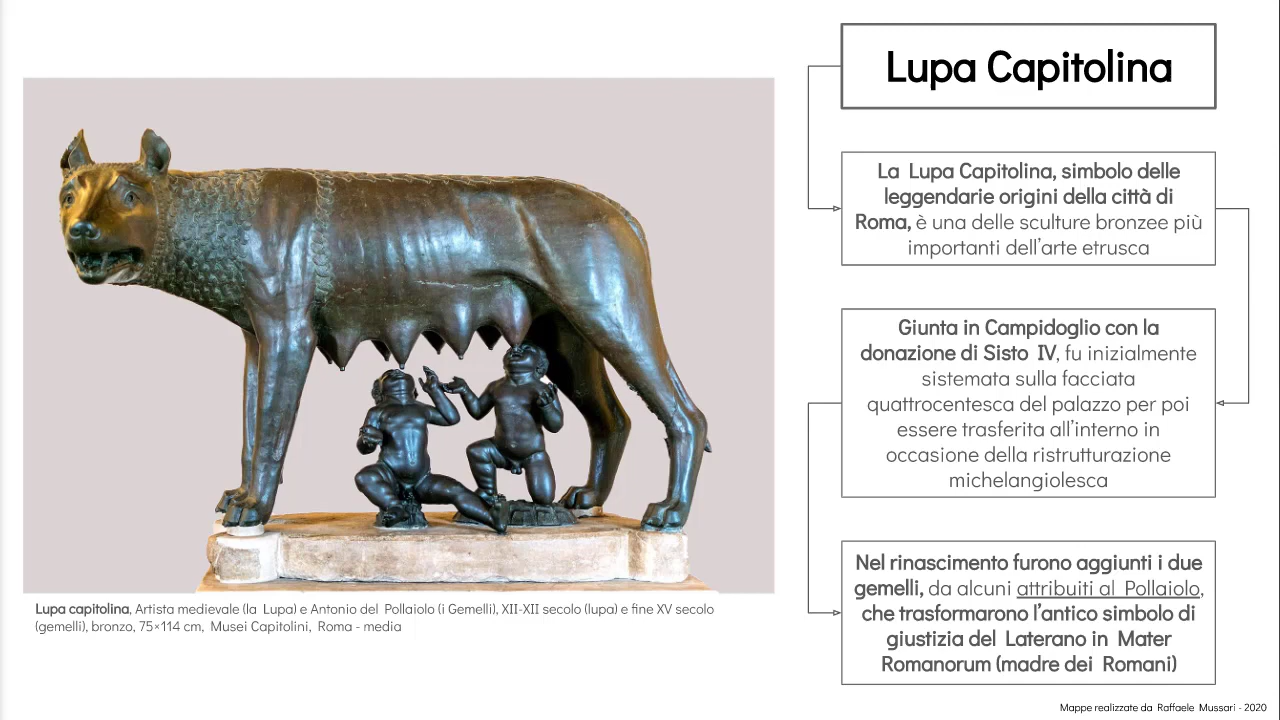 Lupa Capitolina
La Lupa Capitolina, simbolo delle
leggendarie origini della città di
Roma, è una delle sculture bronzee più
importanti dell'arte etrusca
Giunta in Campidoglio con la
donazione di Sisto IV, fu inizialmente
sistemata sulla facciata
quattrocentesca del palazzo per poi
essere trasferita all'interno in
occasione della ristrutturazione
michelangiolesca
Nel rinascimento furono aggiunti i due
gemelli, da alcuni attribuiti al Pollaiolo,
che trasformarono l'antico simbolo di
giustizia del Laterano in Mater
Romanorum (madre dei Romani)
Lupa capitolina, Artista medievale (la Lupa) e Antonio del Pollaiolo (i Gemelli), XII-XII secolo (lupa) e fine XV secolo
(gemelli), bronzo, 75×114 cm, Musei Capitolini, Roma - media
Mappe realizzate da Raffaele Mussari - 2020